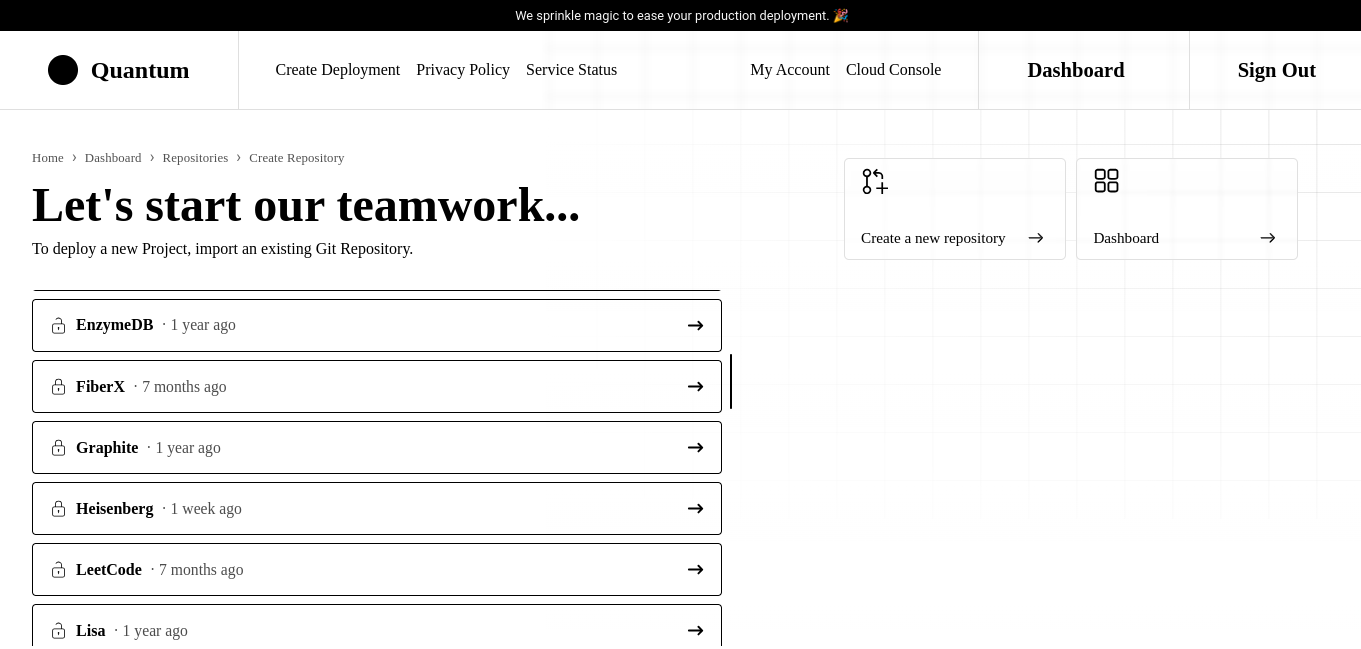 We sprinkle magic to ease your production deployment. 🎉
Quantum
Create Deployment Privacy Policy Service Status
My Account Cloud Console
Dashboard
Sign Out
Home › Dashboard › Repositories › Create Repository
Let's start our teamwork...
To deploy a new Project, import an existing Git Repository.
Create a new repository
Dashboard
EnzymeDB · 1 year ago
FiberX · 7 months ago
Graphite · 1 year ago
Heisenberg · 1 week ago
LeetCode · 7 months ago
Lisa · 1 year ago